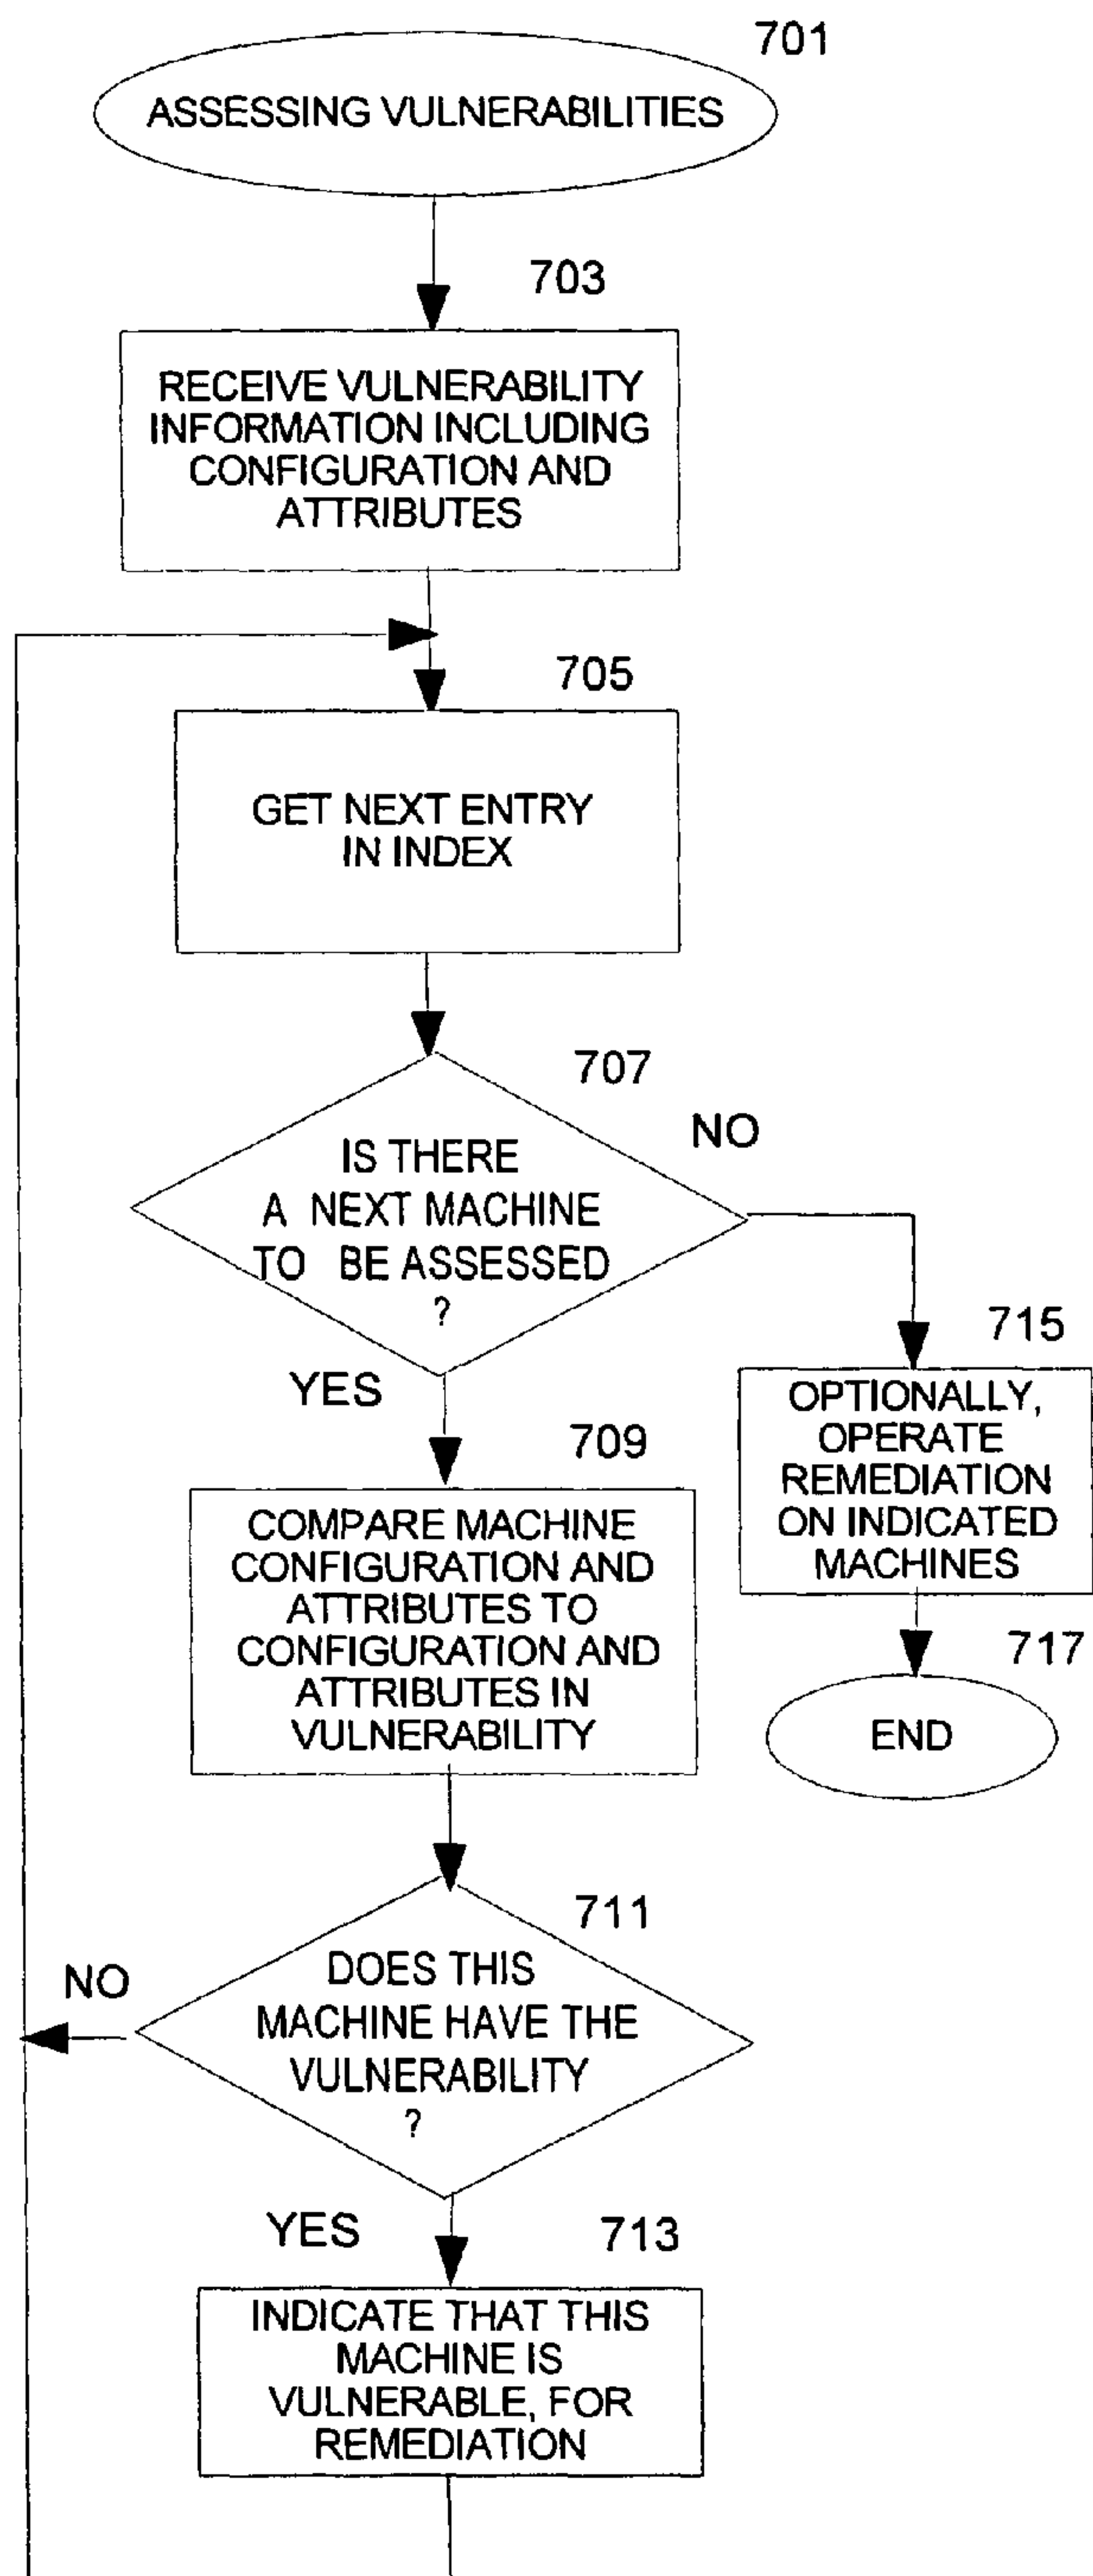 701
ASSESSING VULNERABILITIES
703
RECEIVE VULNERABILITY
INFORMATION INCLUDING
CONFIGURATION AND
ATTRIBUTES
705
GET NEXT ENTRY
IN INDEX
707
NO
IS THERE
A NEXT MACHINE
TO BE ASSESSED
?
YES
715
OPTIONALLY,
OPERATE
REMEDIATION
ON INDICATED
MACHINES
709
COMPARE MACHINE
CONFIGURATION AND
ATTRIBUTES TO
CONFIGURATION AND
ATTRIBUTES IN
VULNERABILITY
717
END
711
NO
DOES THIS
MACHINE HAVE THE
VULNERABILITY
?
YES
713
INDICATE THAT THIS
MACHINE IS
VULNERABLE, FOR
REMEDIATION